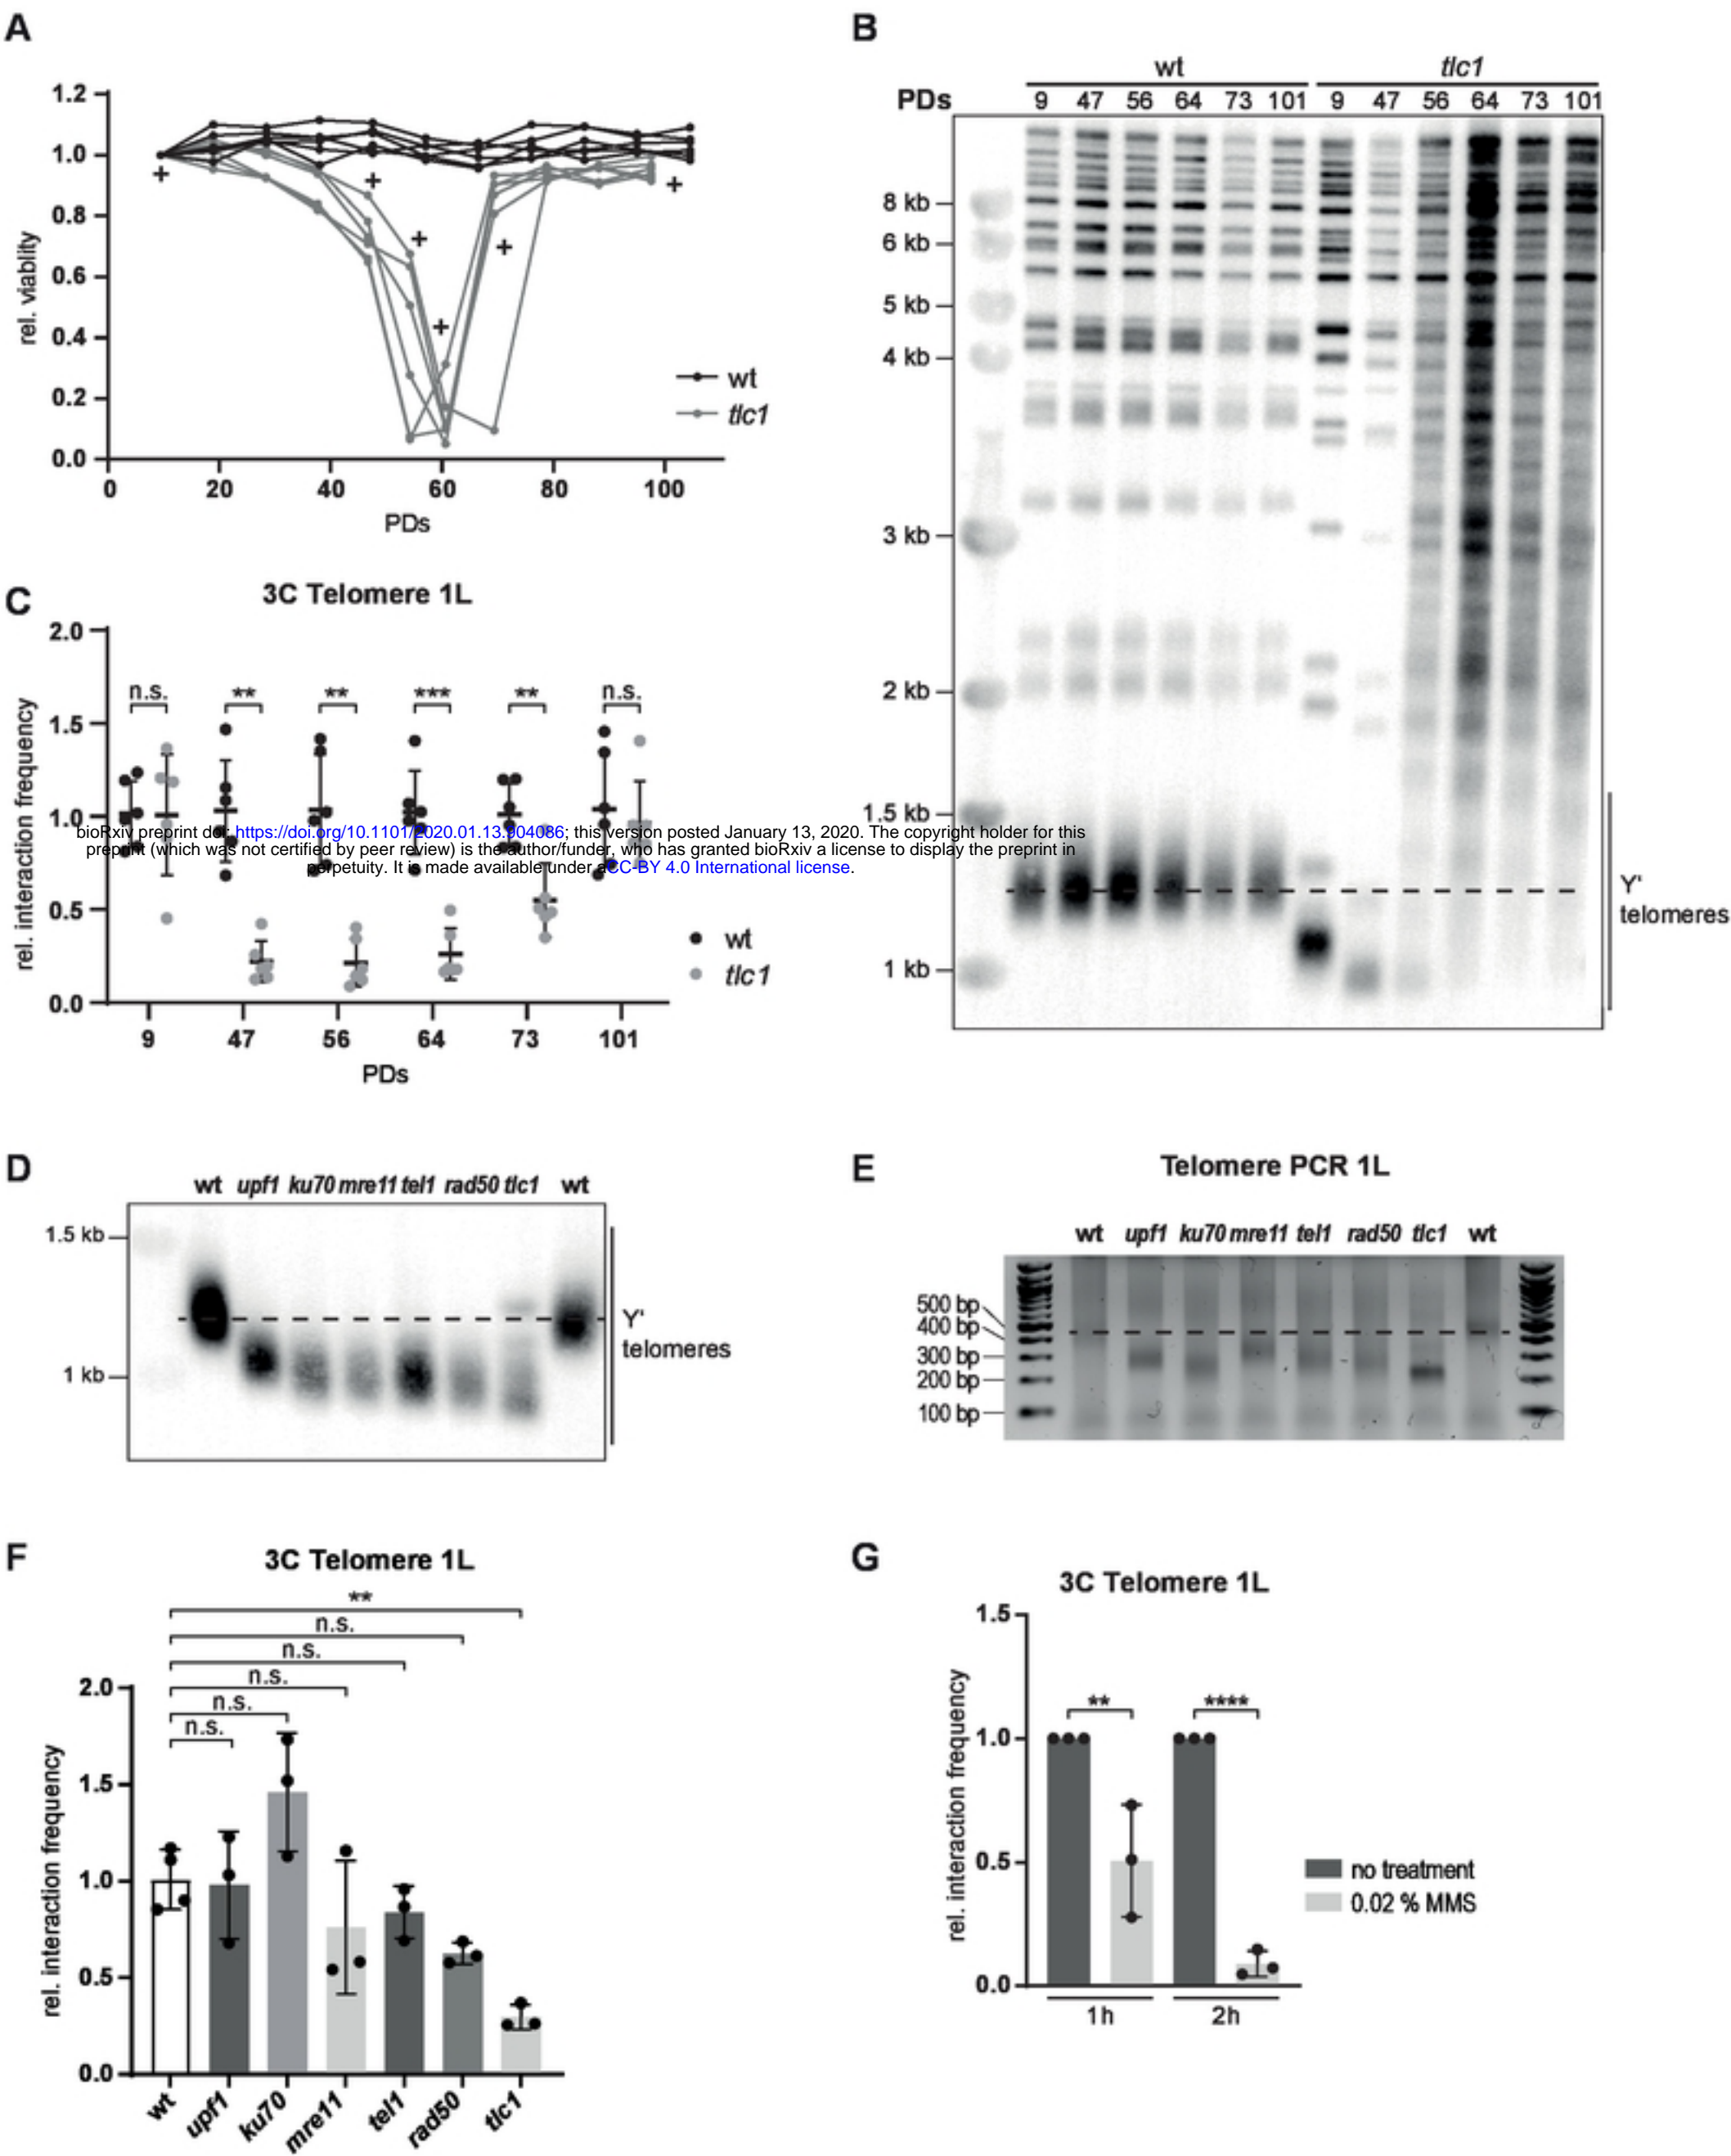 A
1.2
1.0
0.8
0.6
0.4
0.2
0.0
rel. viablity
0 20 40 60 80 100
PDs
wt
tlc1
B
wt tlc1
PDs 9 47 56 64 73 101 9 47 56 64 73 101
8 kb
6 kb
5 kb
4 kb
3 kb
2 kb
1.5 kb
1 kb
Y'
telomeres
C
3C Telomere 1L
2.0
1.5
1.0
0.5
0.0
rel. interaction frequency
n.s. ** ** *** ** n.s.
bioRxiv preprint doi: https://doi.org/10.1101/2020.01.13.904086; this version posted January 13, 2020. The copyright holder for this
preprint (which was not certified by peer review) is the author/funder, who has granted bioRxiv a license to display the preprint in
perpetuity. It is made available under aCC-BY 4.0 International license.
wt
tlc1
9 47 56 64 73 101
PDs
D
wt upf1 ku70 mre11 tel1 rad50 tlc1 wt
1.5 kb
1 kb
Y'
telomeres
E
Telomere PCR 1L
wt upf1 ku70 mre11 tel1 rad50 tlc1 wt
500 bp
400 bp
300 bp
200 bp
100 bp
F
3C Telomere 1L
**
n.s.
n.s.
n.s.
n.s.
n.s.
2.0
1.5
1.0
0.5
0.0
rel. interaction frequency
wt upf1 ku70 mre11 tel1 rad50 tlc1
G
3C Telomere 1L
1.5
1.0
0.5
0.0
rel. interaction frequency
** ****
no treatment
0.02 % MMS
1h 2h